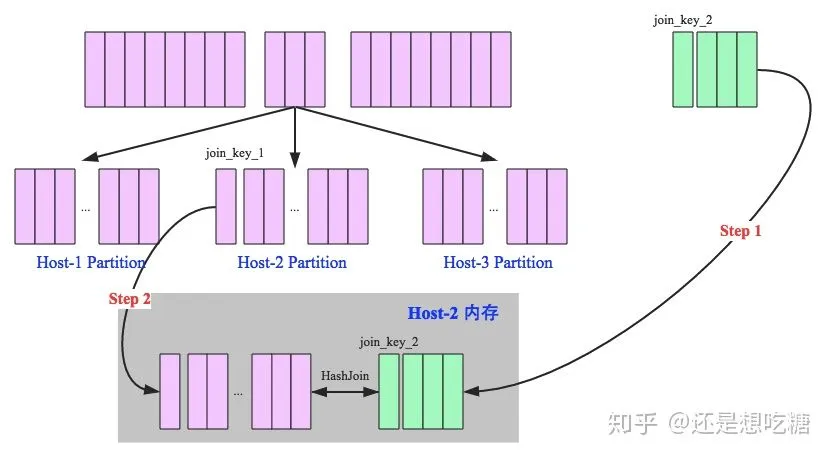 join_key_2
join_key_1
...
...
...
Step 1
Host-1 Partition
Host-2 Partition
Host-3 Partition
Step 2
Host-2 内存
join_key_2
HashJoin
...
知乎 @还是想吃糖